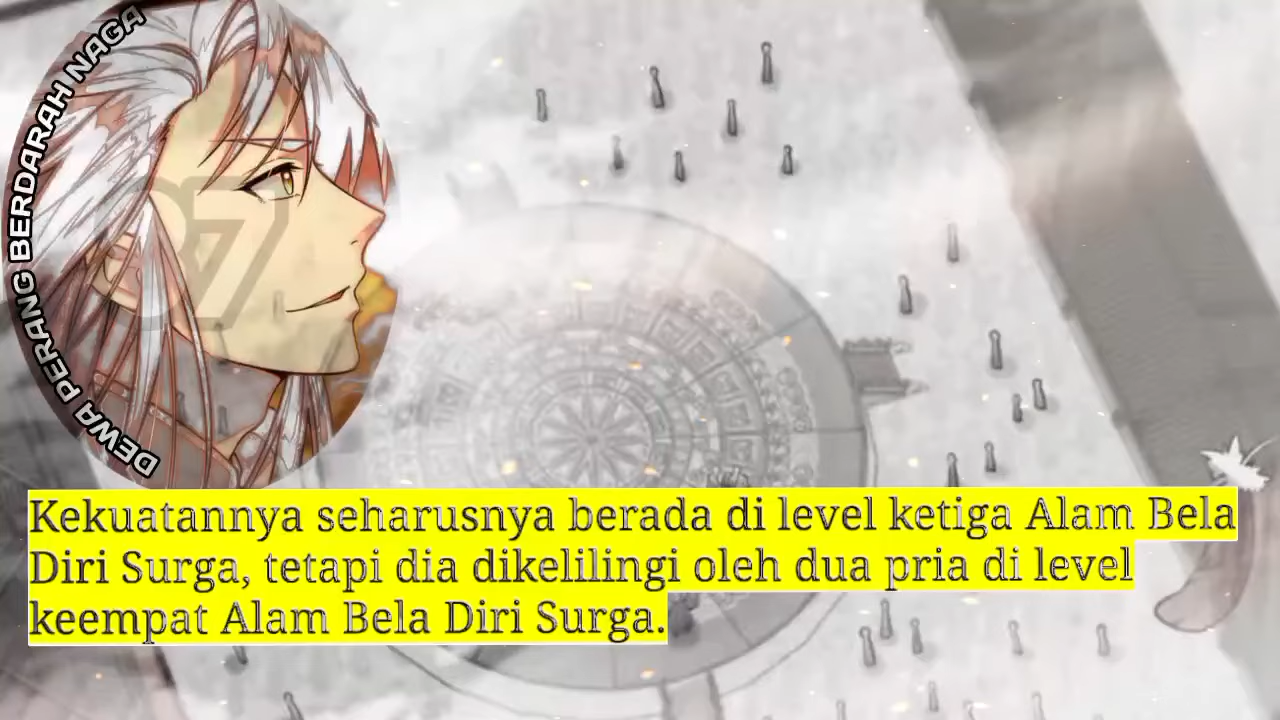 DEWA PERANG BERDARAH NAGA
97
Kekuatannya seharusnya berada di level ketiga Alam Bela
Diri Surga, tetapi dia dikelilingi oleh dua pria di level
keempat Alam Bela Diri Surga.